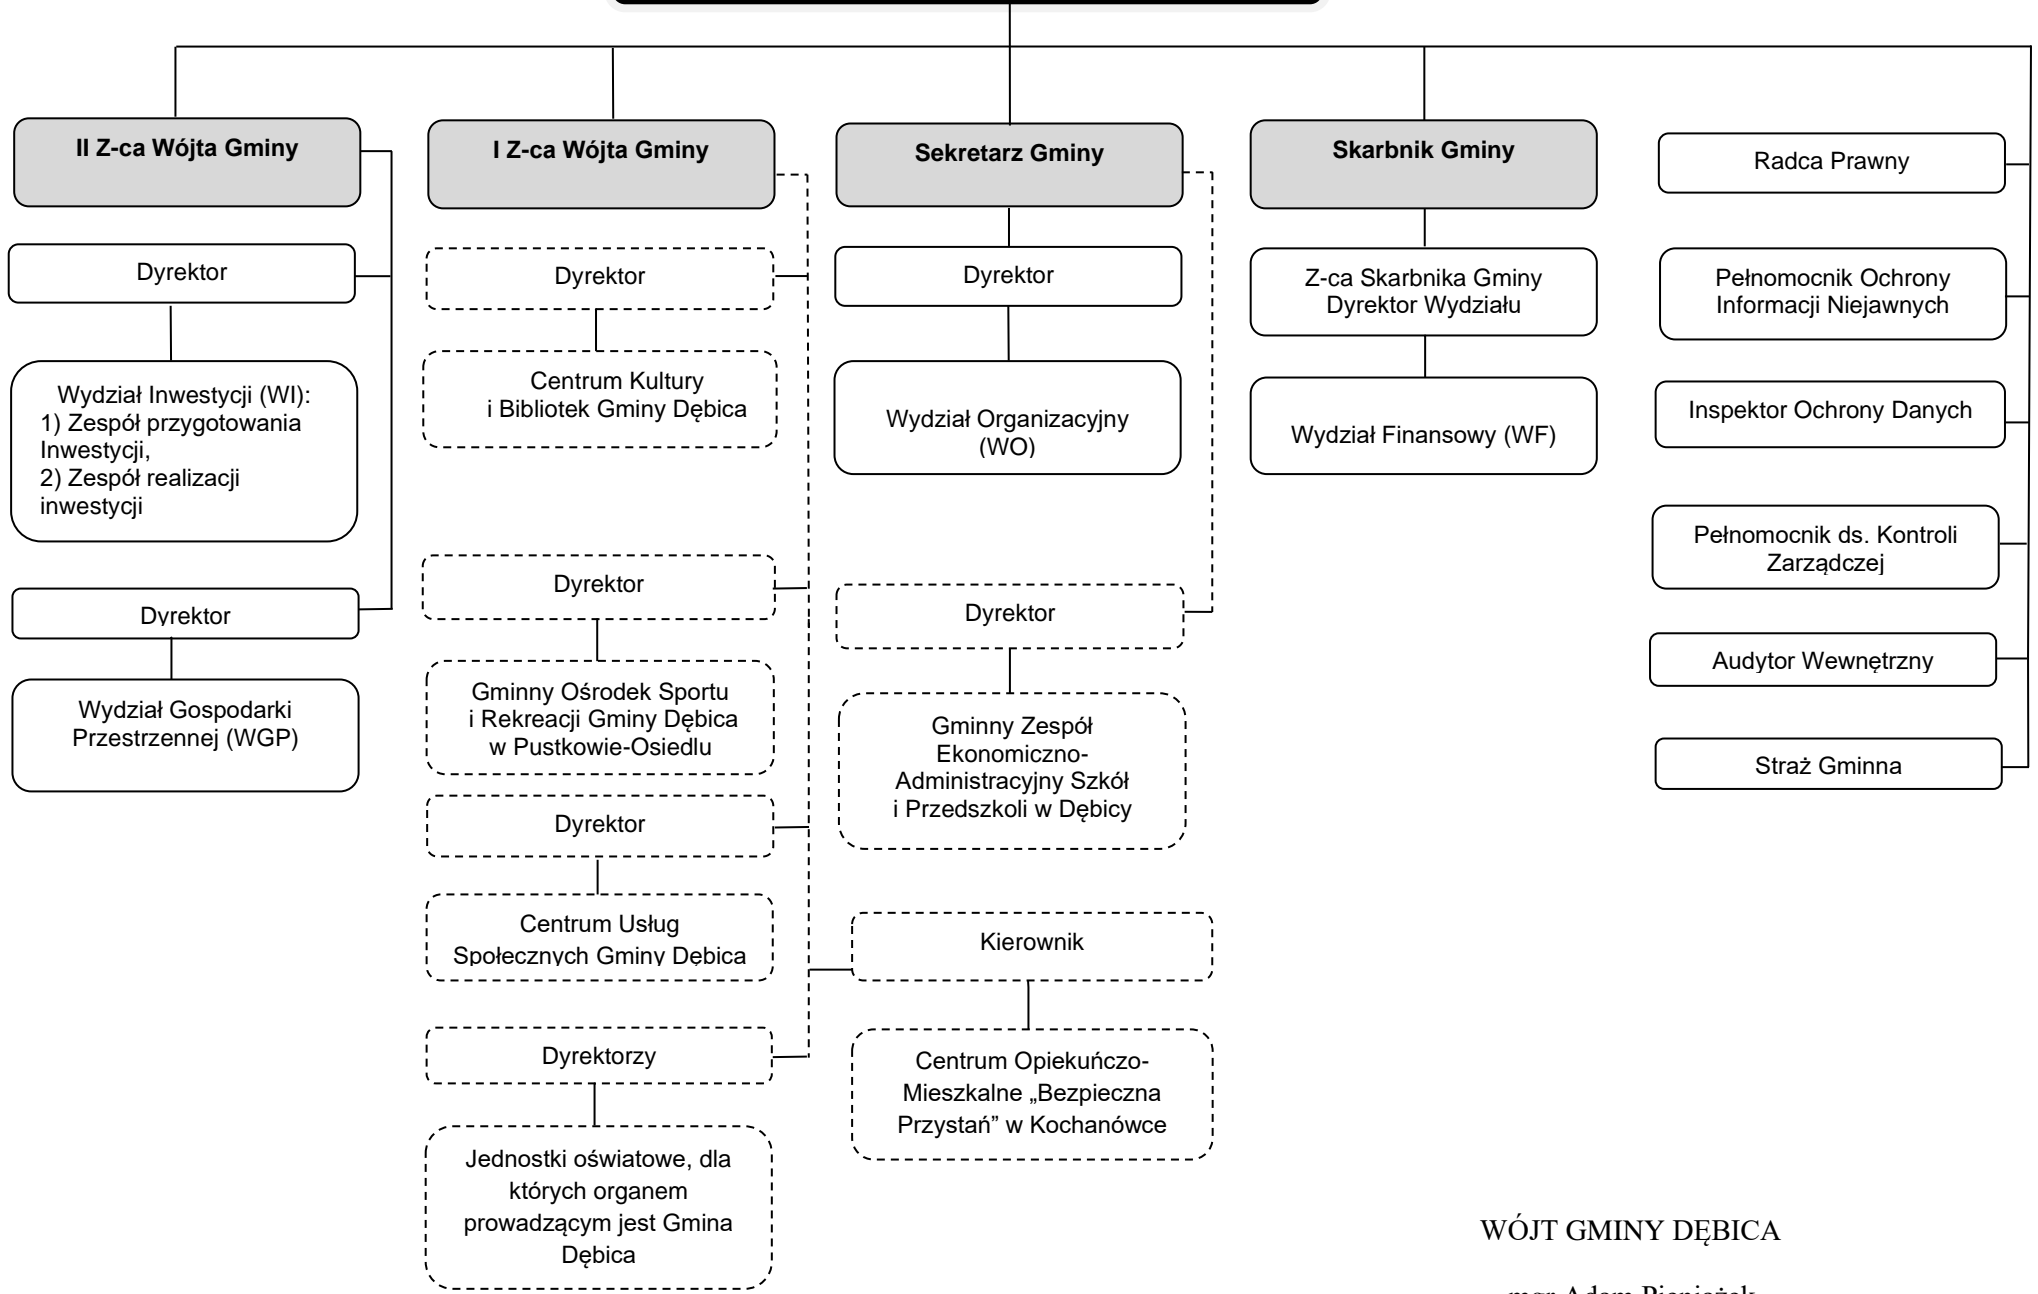 II Z-ca Wójta Gminy
I Z-ca Wójta Gminy
Sekretarz Gminy
Skarbnik Gminy
Radca Prawny
Dyrektor
Dyrektor
Dyrektor
Z-ca Skarbnika Gminy
Dyrektor Wydziału
Pełnomocnik Ochrony
Informacji Niejawnych
Wydział Inwestycji (WI):
1) Zespół przygotowania
Inwestycji,
2) Zespół realizacji
inwestycji
Centrum Kultury
i Bibliotek Gminy Dębica
Wydział Organizacyjny
(WO)
Wydział Finansowy (WF)
Inspektor Ochrony Danych
Pełnomocnik ds. Kontroli
Zarządczej
Dyrektor
Dyrektor
Dyrektor
Audytor Wewnętrzny
Wydział Gospodarki
Przestrzennej (WGP)
Gminny Ośrodek Sportu
i Rekreacji Gminy Dębica
w Pustkowie-Osiedlu
Gminny Zespół
Ekonomiczno-
Administracyjny Szkół
i Przedszkoli w Dębicy
Straż Gminna
Dyrektor
Centrum Usług
Społecznych Gminy Dębica
Kierownik
Dyrektorzy
Centrum Opiekuńczo-
Mieszkalne „Bezpieczna
Przystań” w Kochanówce
Jednostki oświatowe, dla
których organem
prowadzącym jest Gmina
Dębica
WÓJT GMINY DĘBICA
mgr Adam Pieniążek